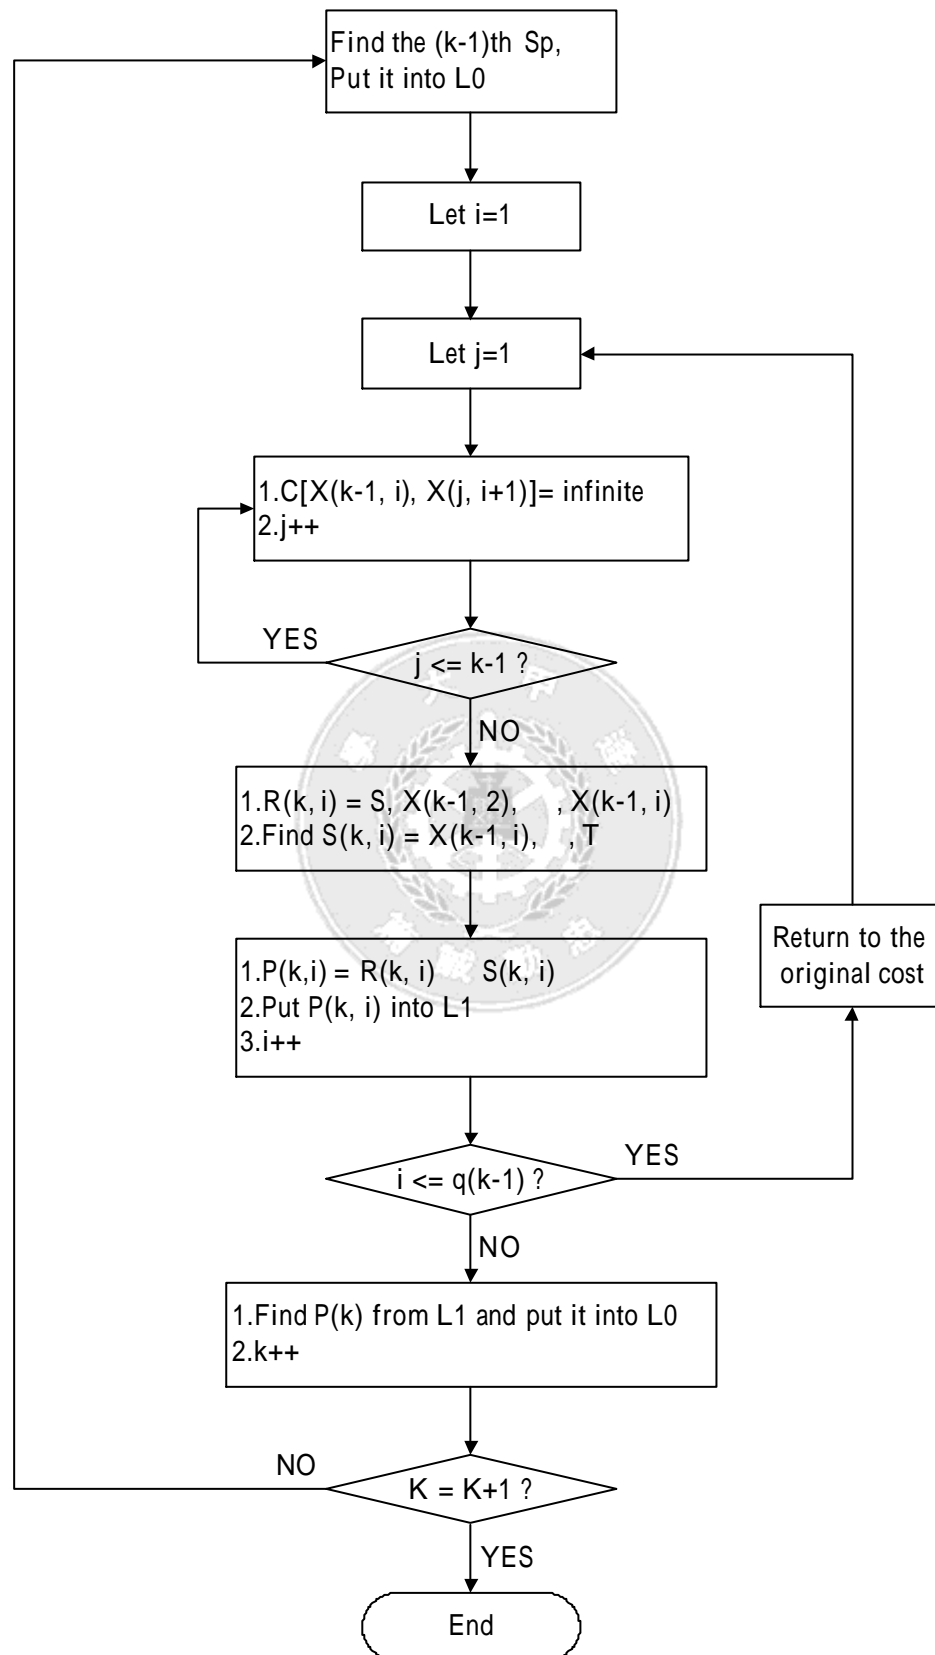 Find the (k-1)th Sp,
Put it into L0
Let i=1
Let j=1
1.C[X(k-1, i), X(j, i+1)]= infinite
2.j++
YES
j <= k-1 ?
NO
1.R(k, i) = S, X(k-1, 2), , X(k-1, i)
2.Find S(k, i) = X(k-1, i), , T
Return to the
original cost
1.P(k,i) = R(k, i) S(k, i)
2.Put P(k, i) into L1
3.i++
YES
i <= q(k-1) ?
NO
1.Find P(k) from L1 and put it into L0
2.k++
NO
K = K+1 ?
YES
End